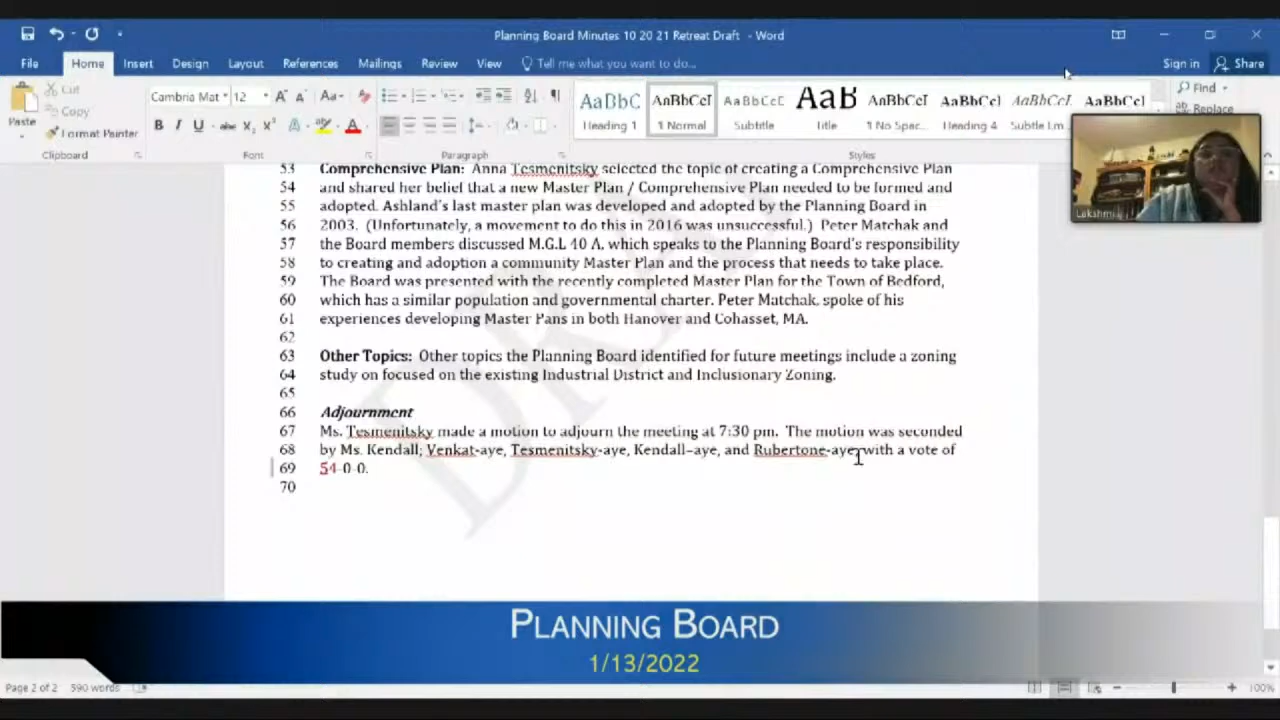 Planning Board Minutes 10 20 21 Retreat Draft - Word
File Home Insert Design Layout References Mailings Review View Tell me what you want to do... Sign in Share
Cut
Copy
Format Painter
Paste
Cambria Mat 12
AaBbC AaBbCcI AaBbCcC AaB AaBbCcI AaBbCcI AaBbCcI AaBbCcI
Heading 1 1 Normal Subtitle Title 1 No Spac... Heading 4 Subtle Em...
Find
Replace
Clipboard Font Paragraph Styles
Lakshmi
53 Comprehensive Plan: Anna Tesmenitsky selected the topic of creating a Comprehensive Plan
54 and shared her belief that a new Master Plan / Comprehensive Plan needed to be formed and
55 adopted. Ashland's last master plan was developed and adopted by the Planning Board in
56 2003. (Unfortunately, a movement to do this in 2016 was unsuccessful.) Peter Matchak and
57 the Board members discussed M.G.L 40 A, which speaks to the Planning Board's responsibility
58 to creating and adoption a community Master Plan and the process that needs to take place.
59 The Board was presented with the recently completed Master Plan for the Town of Bedford,
60 which has a similar population and governmental charter. Peter Matchak, spoke of his
61 experiences developing Master Pans in both Hanover and Cohasset, MA.
62
63 Other Topics: Other topics the Planning Board identified for future meetings include a zoning
64 study on focused on the existing Industrial District and Inclusionary Zoning.
65
66 Adjournment
67 Ms. Tesmenitsky made a motion to adjourn the meeting at 7:30 pm. The motion was seconded
68 by Ms. Kendall; Venkat-aye, Tesmenitsky-aye, Kendall-aye, and Rubertone-aye with a vote of
69 54-0-0.
70
DRAFT
PLANNING BOARD
1/13/2022
Page 2 of 2 590 words 100%